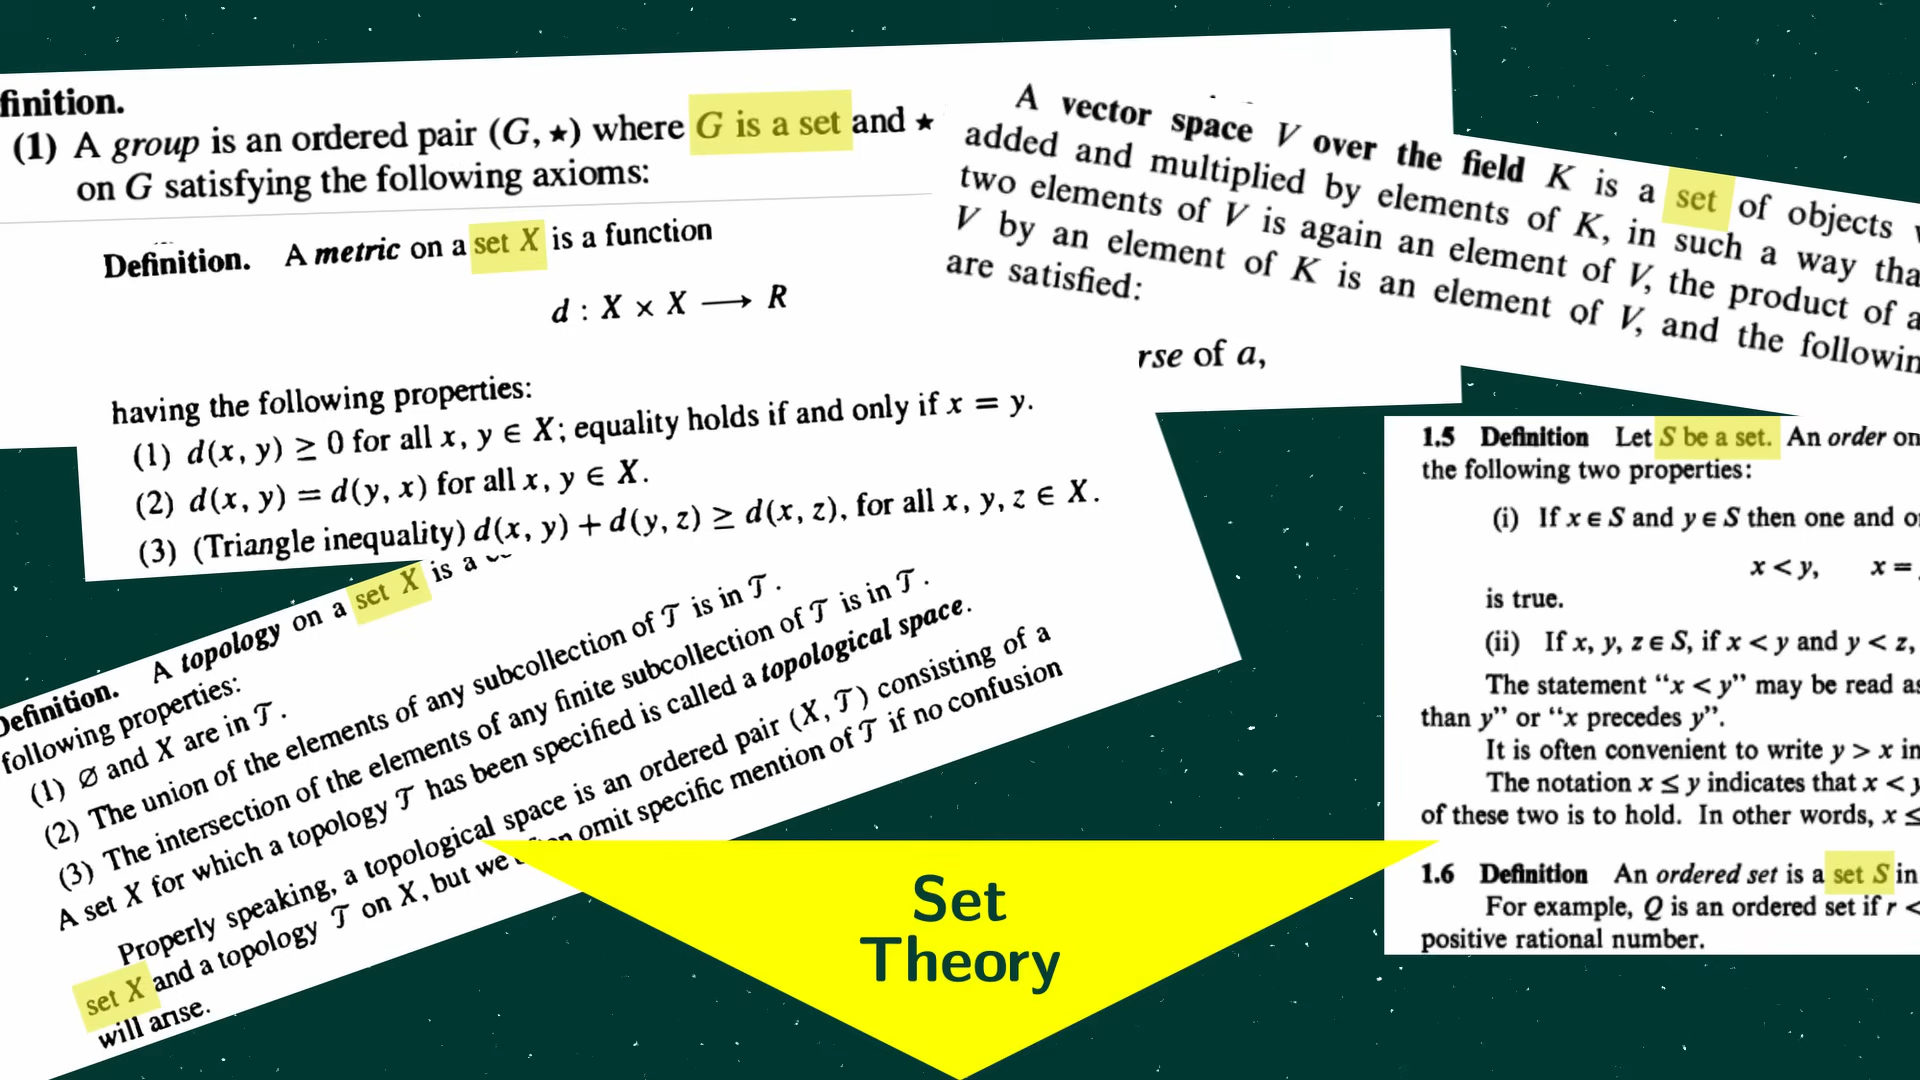 finition.
(1) A group is an ordered pair (G, ⋆) where G is a set and ⋆
on G satisfying the following axioms:
rse of a,
A vector space V over the field K is a set of objects
added and multiplied by elements of K, in such a way tha
two elements of V is again an element of V, the product of a
V by an element of K is an element of V, and the followin
are satisfied:
Definition. A metric on a set X is a function
d : X × X ⟶ R
having the following properties:
(1) d(x, y) ≥ 0 for all x, y ∈ X; equality holds if and only if x = y.
(2) d(x, y) = d(y, x) for all x, y ∈ X.
(3) (Triangle inequality) d(x, y) + d(y, z) ≥ d(x, z), for all x, y, z ∈ X.
Definition. A topology on a set X is a
following properties:
(1) ∅ and X are in 𝒯.
(2) The union of the elements of any subcollection of 𝒯 is in 𝒯.
(3) The intersection of the elements of any finite subcollection of 𝒯 is in 𝒯.
A set X for which a topology 𝒯 has been specified is called a topological space.
Properly speaking, a topological space is an ordered pair (X, 𝒯) consisting of a
set X and a topology 𝒯 on X, but we often omit specific mention of 𝒯 if no confusion
will arise.
1.5 Definition Let S be a set. An order on
the following two properties:
(i) If x ∈ S and y ∈ S then one and o
x < y, x =
is true.
(ii) If x, y, z ∈ S, if x < y and y < z,
The statement “x < y” may be read as
than y” or “x precedes y”.
It is often convenient to write y > x in
The notation x ≤ y indicates that x < y
of these two is to hold. In other words, x ≤
1.6 Definition An ordered set is a set S in
For example, Q is an ordered set if r <
positive rational number.
Set
Theory